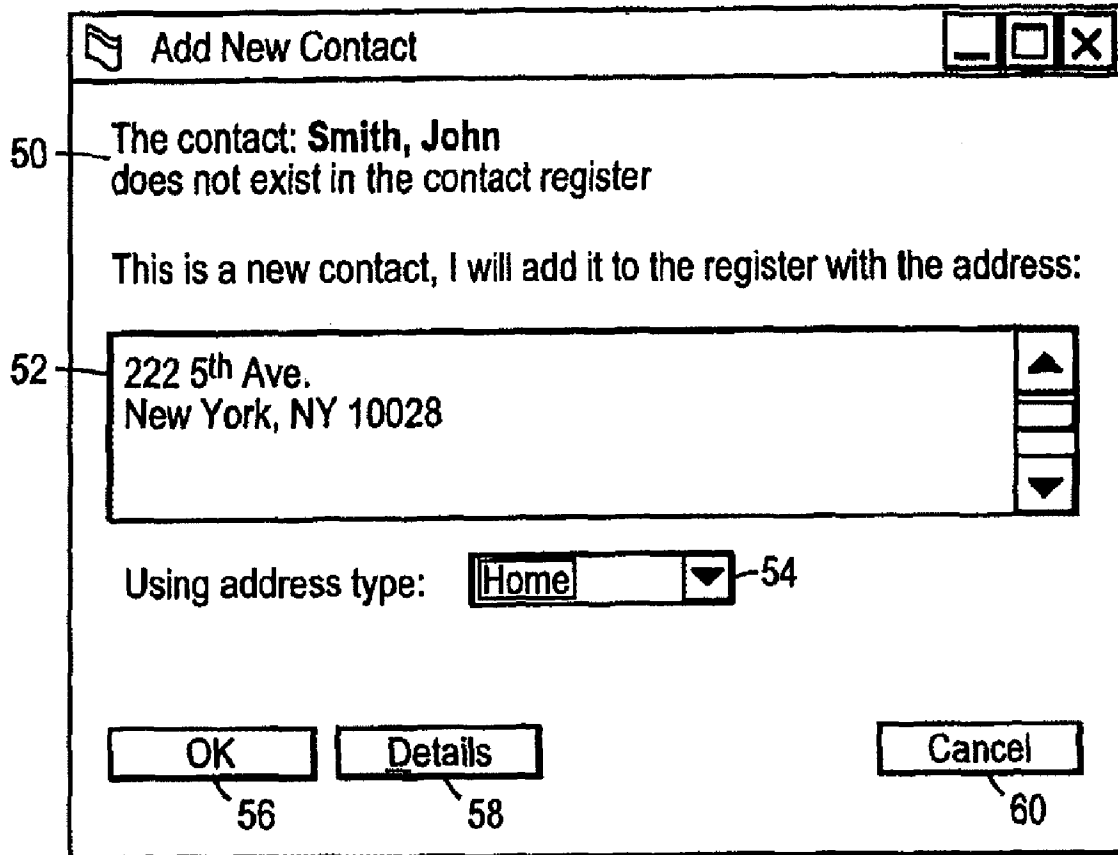 Add New Contact
50
The contact: Smith, John
does not exist in the contact register
This is a new contact, I will add it to the register with the address:
52
222 5th Ave.
New York, NY 10028
Using address type: Home 54
OK Details Cancel
56 58 60